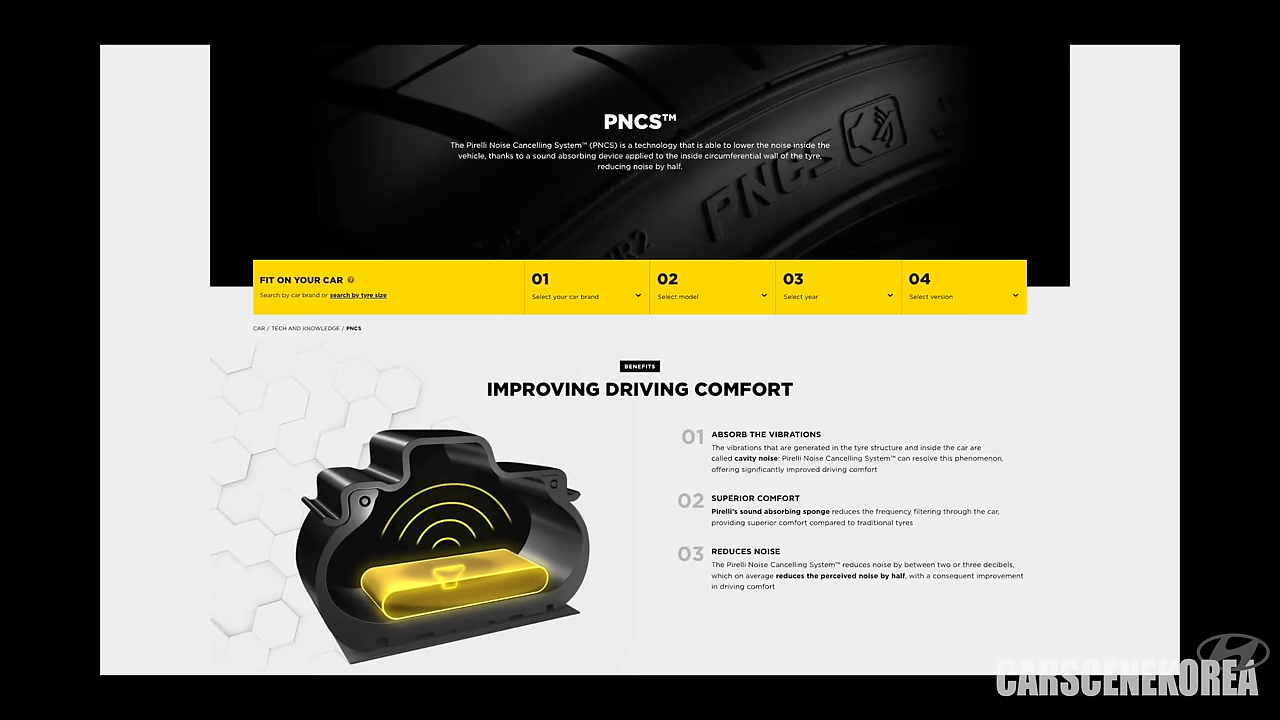 PNCS™
The Pirelli Noise Cancelling System™ (PNCS) is a technology that is able to lower the noise inside the
vehicle, thanks to a sound absorbing device applied to the inside circumferential wall of the tyre,
reducing noise by half.
PNCS
FIT ON YOUR CAR
Search by car brand or search by tyre size
01
Select your car brand
02
Select model
03
Select year
04
Select version
CAR / TECH AND KNOWLEDGE / PNCS
BENEFITS
IMPROVING DRIVING COMFORT
01 ABSORB THE VIBRATIONS
The vibrations that are generated in the tyre structure and inside the car are
called cavity noise: Pirelli Noise Cancelling System™ can resolve this phenomenon,
offering significantly improved driving comfort
02 SUPERIOR COMFORT
Pirelli's sound absorbing sponge reduces the frequency filtering through the car,
providing superior comfort compared to traditional tyres
03 REDUCES NOISE
The Pirelli Noise Cancelling System™ reduces noise by between two or three decibels,
which on average reduces the perceived noise by half, with a consequent improvement
in driving comfort
CARSCENEKOREA